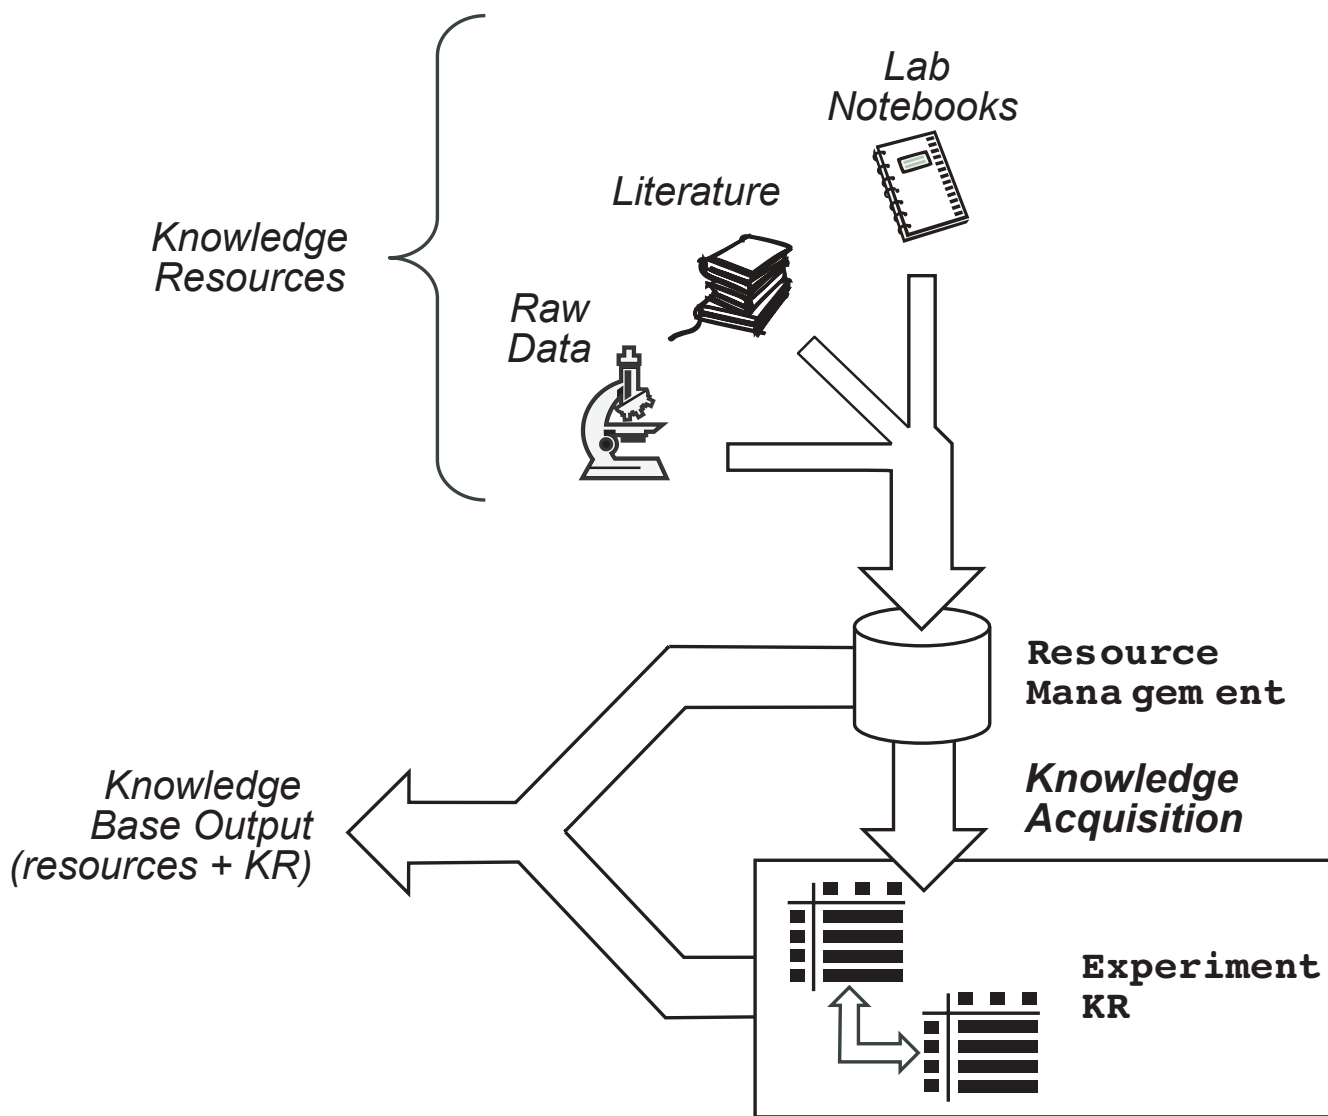 Lab
Notebooks
Literature
Knowledge
Resources
Raw
Data
Resource
Mana gem ent
Knowledge
Acquisition
Knowledge
Base Output
(resources + KR)
Experiment
KR